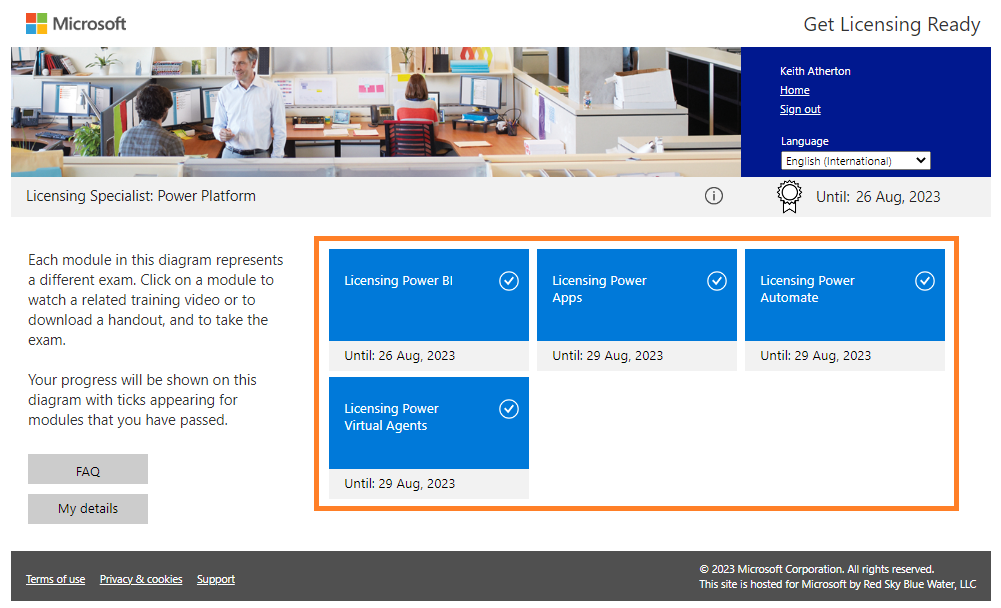 Microsoft
Get Licensing Ready
Keith Atherton
Home
Sign out
Language
English (International)
Licensing Specialist: Power Platform
Until: 26 Aug, 2023
Each module in this diagram represents
a different exam. Click on a module to
watch a related training video or to
download a handout, and to take the
exam.
Your progress will be shown on this
diagram with ticks appearing for
modules that you have passed.
FAQ
My details
Licensing Power BI
Until: 26 Aug, 2023
Licensing Power
Apps
Until: 29 Aug, 2023
Licensing Power
Automate
Until: 29 Aug, 2023
Licensing Power
Virtual Agents
Until: 29 Aug, 2023
Terms of use
Privacy & cookies
Support
© 2023 Microsoft Corporation. All rights reserved.
This site is hosted for Microsoft by Red Sky Blue Water, LLC